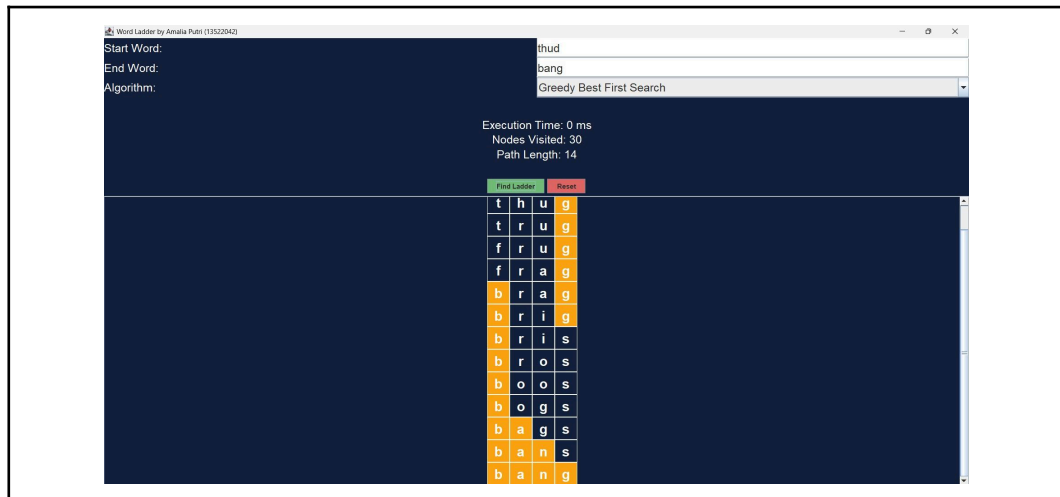 Word Ladder by Amalia Putri (13522042)
Start Word: thud
End Word: bang
Algorithm: Greedy Best First Search
Execution Time: 0 ms
Nodes Visited: 30
Path Length: 14
Find Ladder Reset
t h u g
t r u g
f r u g
f r a g
b r a g
b r i g
b r i s
b r o s
b o o s
b o g s
b a g s
b a n s
b a n g